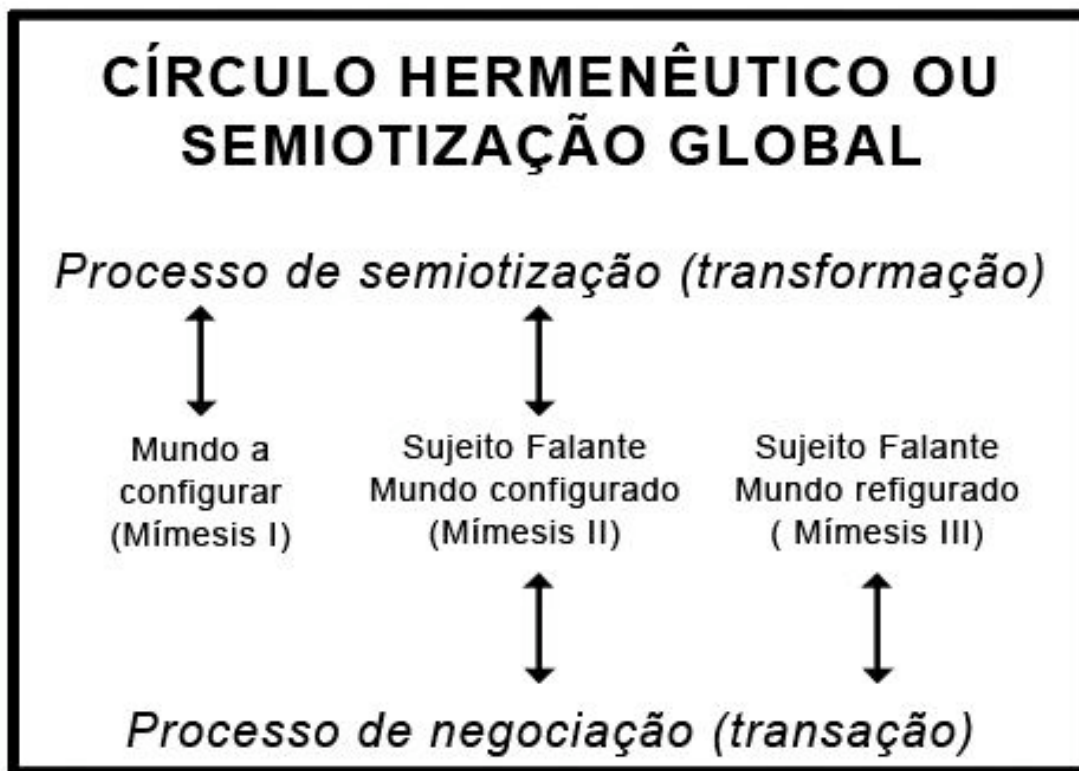 CÍRCULO HERMENÊUTICO OU
SEMIOTIZAÇÃO GLOBAL
Processo de semiotização (transformação)
Mundo a
configurar
(Mímesis I)
Sujeito Falante
Mundo configurado
(Mímesis II)
Sujeito Falante
Mundo refigurado
( Mímesis III)
Processo de negociação (transação)